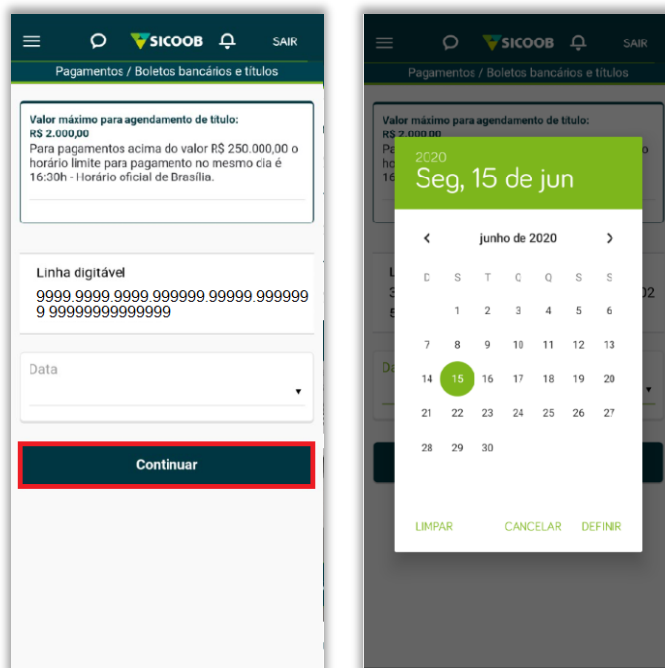 SICOOB SAIR
Pagamentos / Boletos bancários e títulos
Valor máximo para agendamento de título:
R$ 2.000,00
Para pagamentos acima do valor R$ 250.000,00 o
horário limite para pagamento no mesmo dia é
16:30h - Horário oficial de Brasília.
Linha digitável
9999.9999.9999.999999.99999.999999
9 99999999999999
Data
Continuar
SICOOB SAIR
Pagamentos / Boletos bancários e títulos
Valor máximo para agendamento de título:
R$ 2.000,00
2020
Seg, 15 de jun
junho de 2020
D S T Q Q S S
1 2 3 4 5 6
7 8 9 10 11 12 13
14 15 16 17 18 19 20
21 22 23 24 25 26 27
28 29 30
LIMPAR CANCELAR DEFINIR